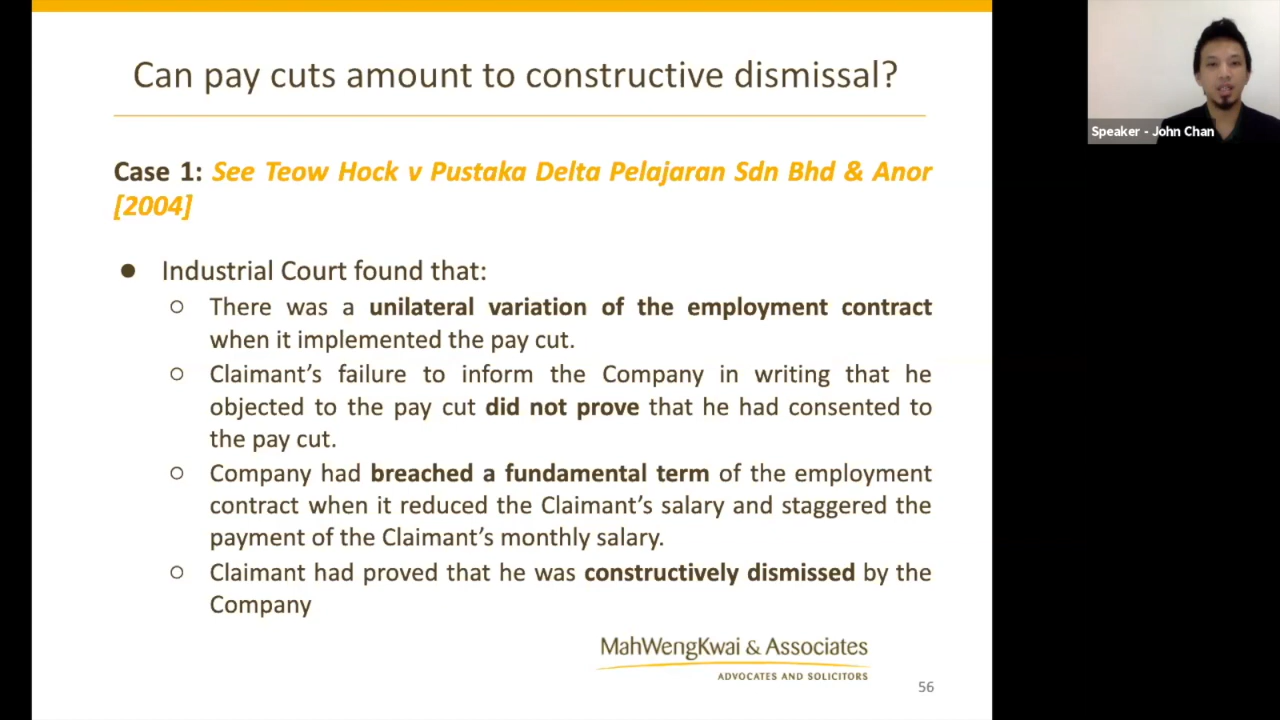 Can pay cuts amount to constructive dismissal?
Speaker - John Chan
Case 1: See Teow Hock v Pustaka Delta Pelajaran Sdn Bhd & Anor
[2004]
● Industrial Court found that:
○ There was a unilateral variation of the employment contract
when it implemented the pay cut.
○ Claimant’s failure to inform the Company in writing that he
objected to the pay cut did not prove that he had consented to
the pay cut.
○ Company had breached a fundamental term of the employment
contract when it reduced the Claimant’s salary and staggered the
payment of the Claimant’s monthly salary.
○ Claimant had proved that he was constructively dismissed by the
Company
MahWengKwai & Associates
ADVOCATES AND SOLICITORS
56